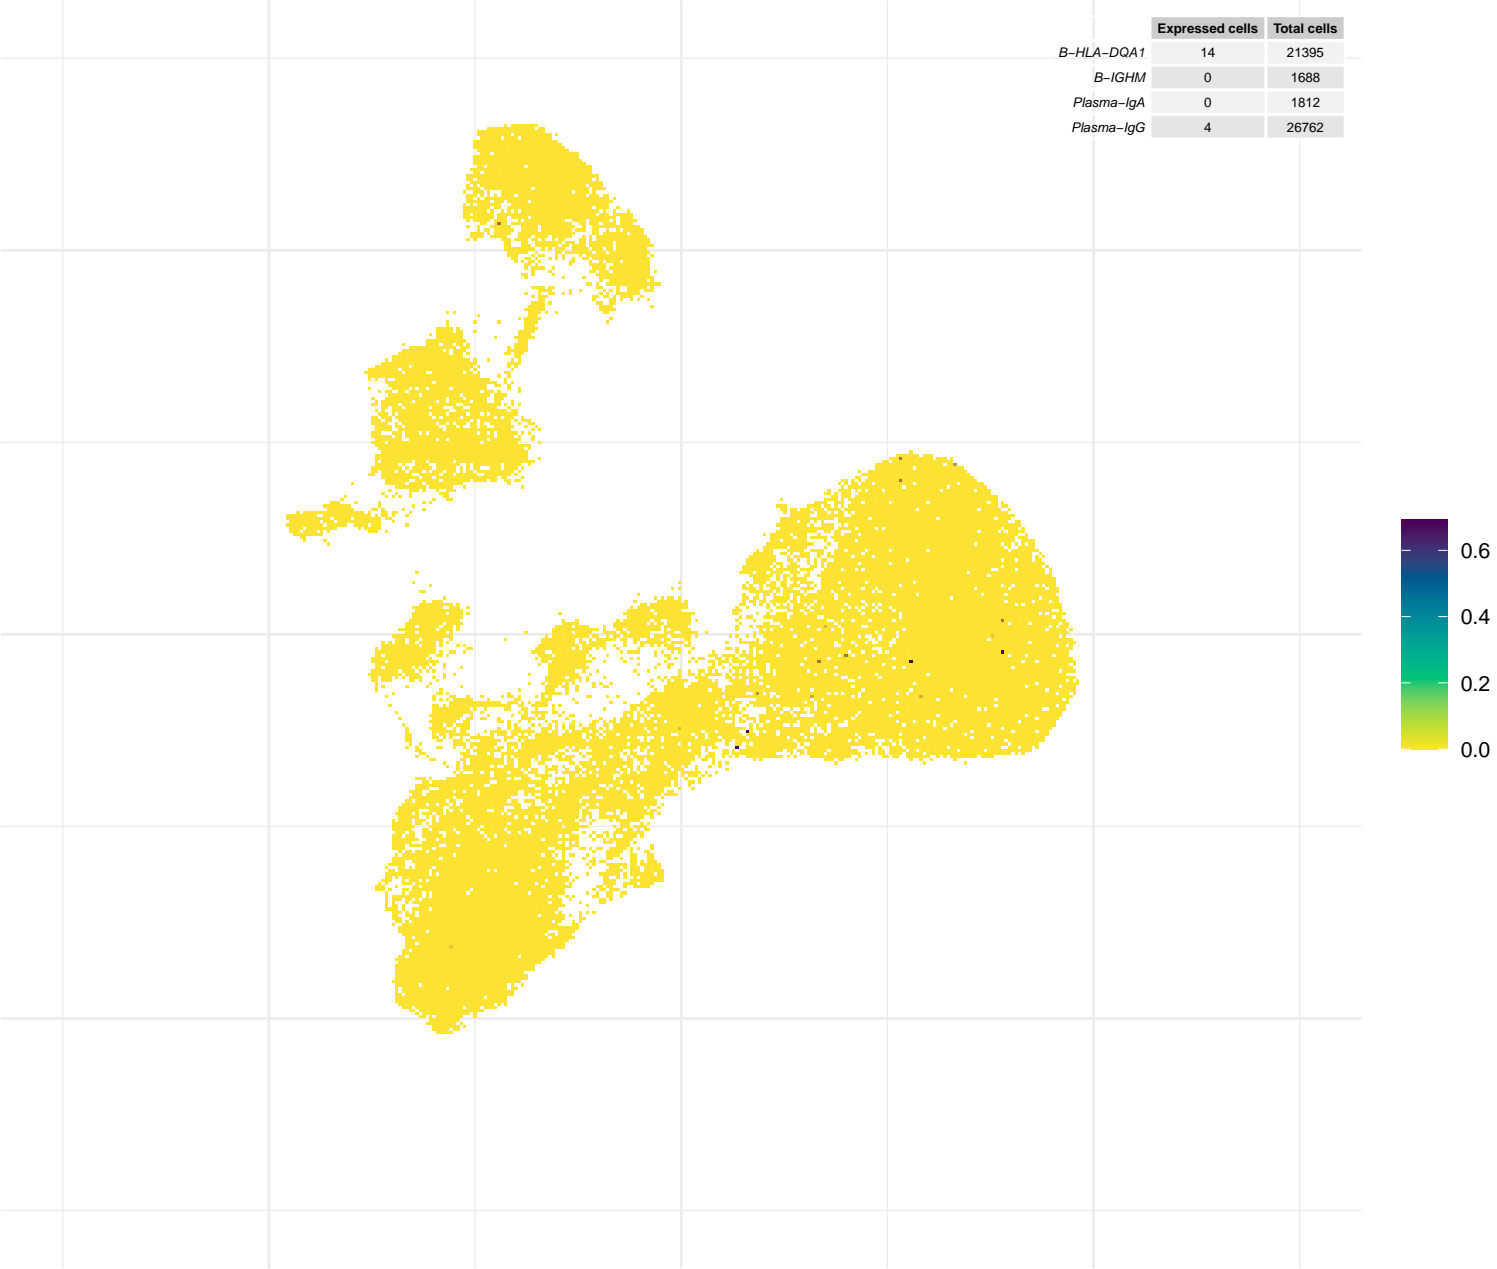 Expressed cells Total cells
B−HLA−DQA1 14 21395
B−IGHM 0 1688
Plasma−IgA 0 1812
Plasma−IgG 4 26762
0.6
0.4
0.2
0.0